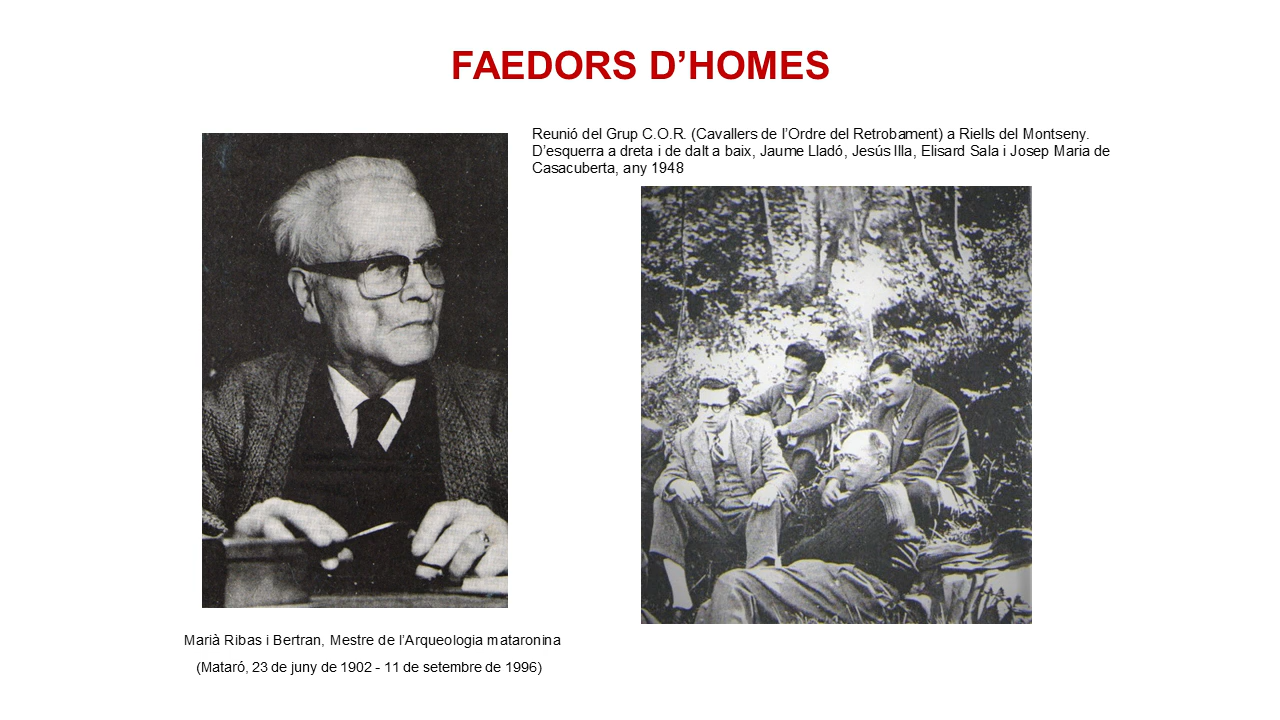 FAEDORS D’HOMES
Reunió del Grup C.O.R. (Cavallers de l’Ordre del Retrobament) a Riells del Montseny.
D’esquerra a dreta i de dalt a baix, Jaume Lladó, Jesús Illa, Elisard Sala i Josep Maria de
Casacuberta, any 1948
Marià Ribas i Bertran, Mestre de l’Arqueologia mataronina
(Mataró, 23 de juny de 1902 - 11 de setembre de 1996)